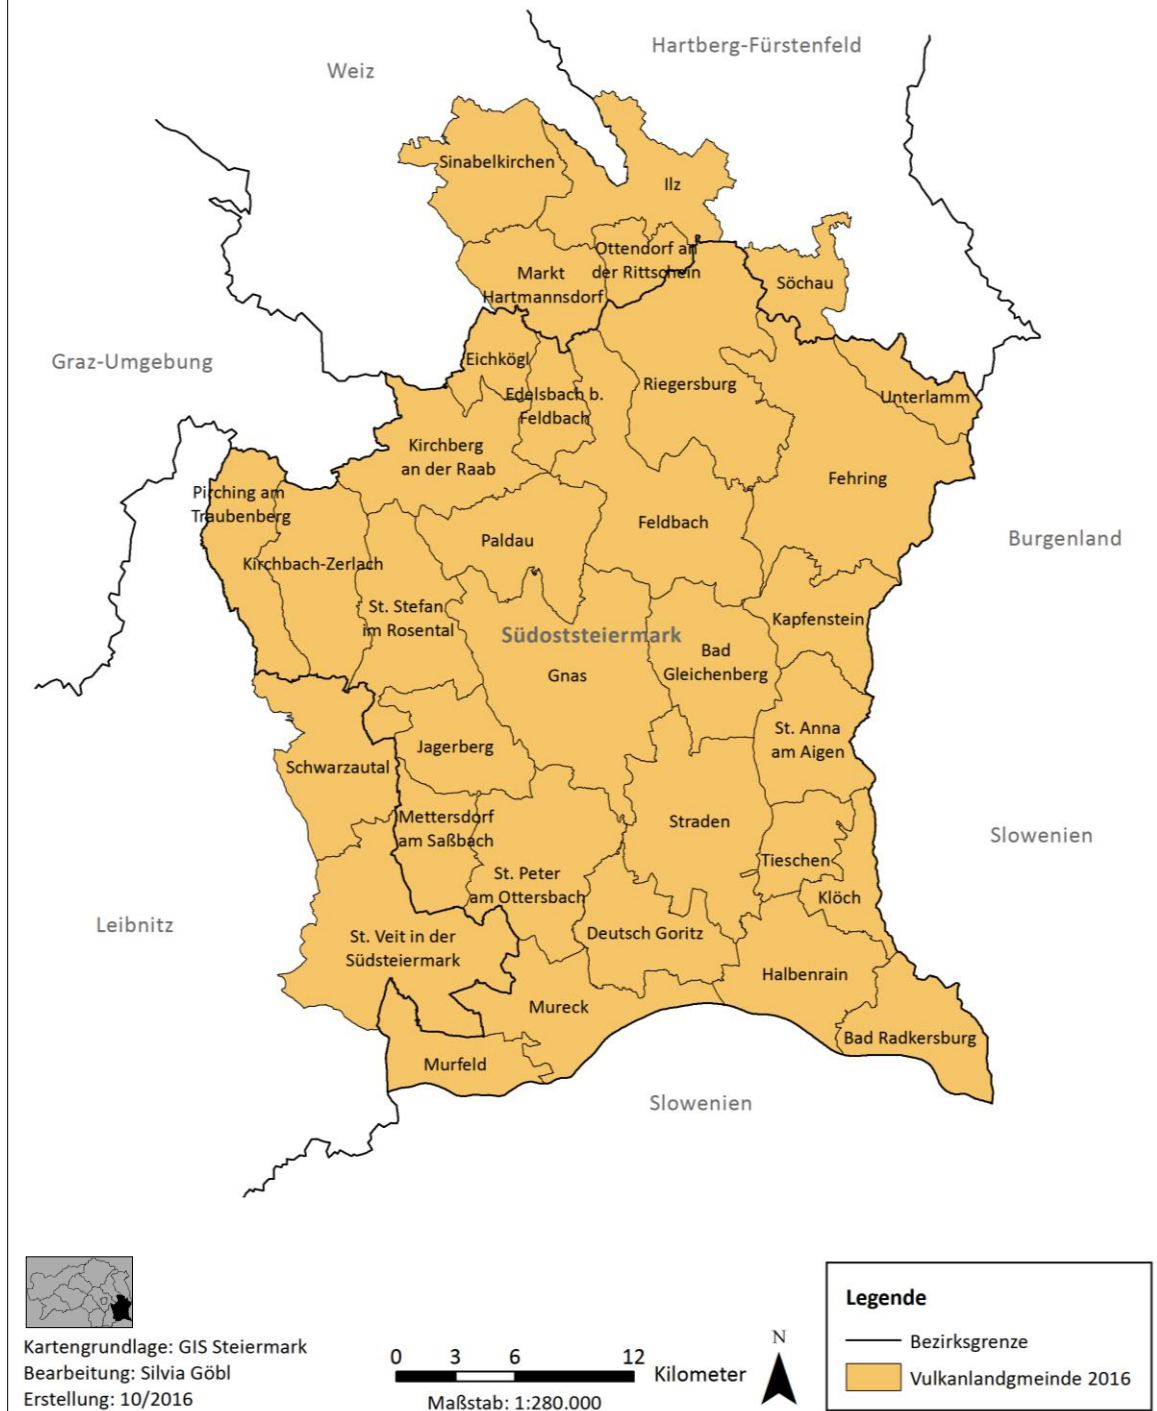 Hartberg-Fürstenfeld
Weiz
Sinabelkirchen
Ilz
Ottendorf an
der Rittschein
Markt
Hartmannsdorf
Söchau
Graz-Umgebung
Eichkögl
Edelsbach b.
Feldbach
Riegersburg
Unterlamm
Kirchberg
an der Raab
Fehring
Pirching am
Traubenberg
Feldbach
Paldau
Burgenland
Kirchbach-Zerlach
St. Stefan
im Rosental
Kapfenstein
Südoststeiermark
Gnas
Bad
Gleichenberg
St. Anna
am Aigen
Jagerberg
Schwarzautal
Mettersdorf
am Saßbach
Straden
Slowenien
Tieschen
St. Peter
am Ottersbach
Klöch
Leibnitz
St. Veit in der
Südsteiermark
Deutsch Goritz
Halbenrain
Mureck
Bad Radkersburg
Murfeld
Slowenien
Kartengrundlage: GIS Steiermark
Bearbeitung: Silvia Göbl
Erstellung: 10/2016
0 3 6 12
Kilometer
Maßstab: 1:280.000
N
Legende
Bezirksgrenze
Vulkanlandgmeinde 2016